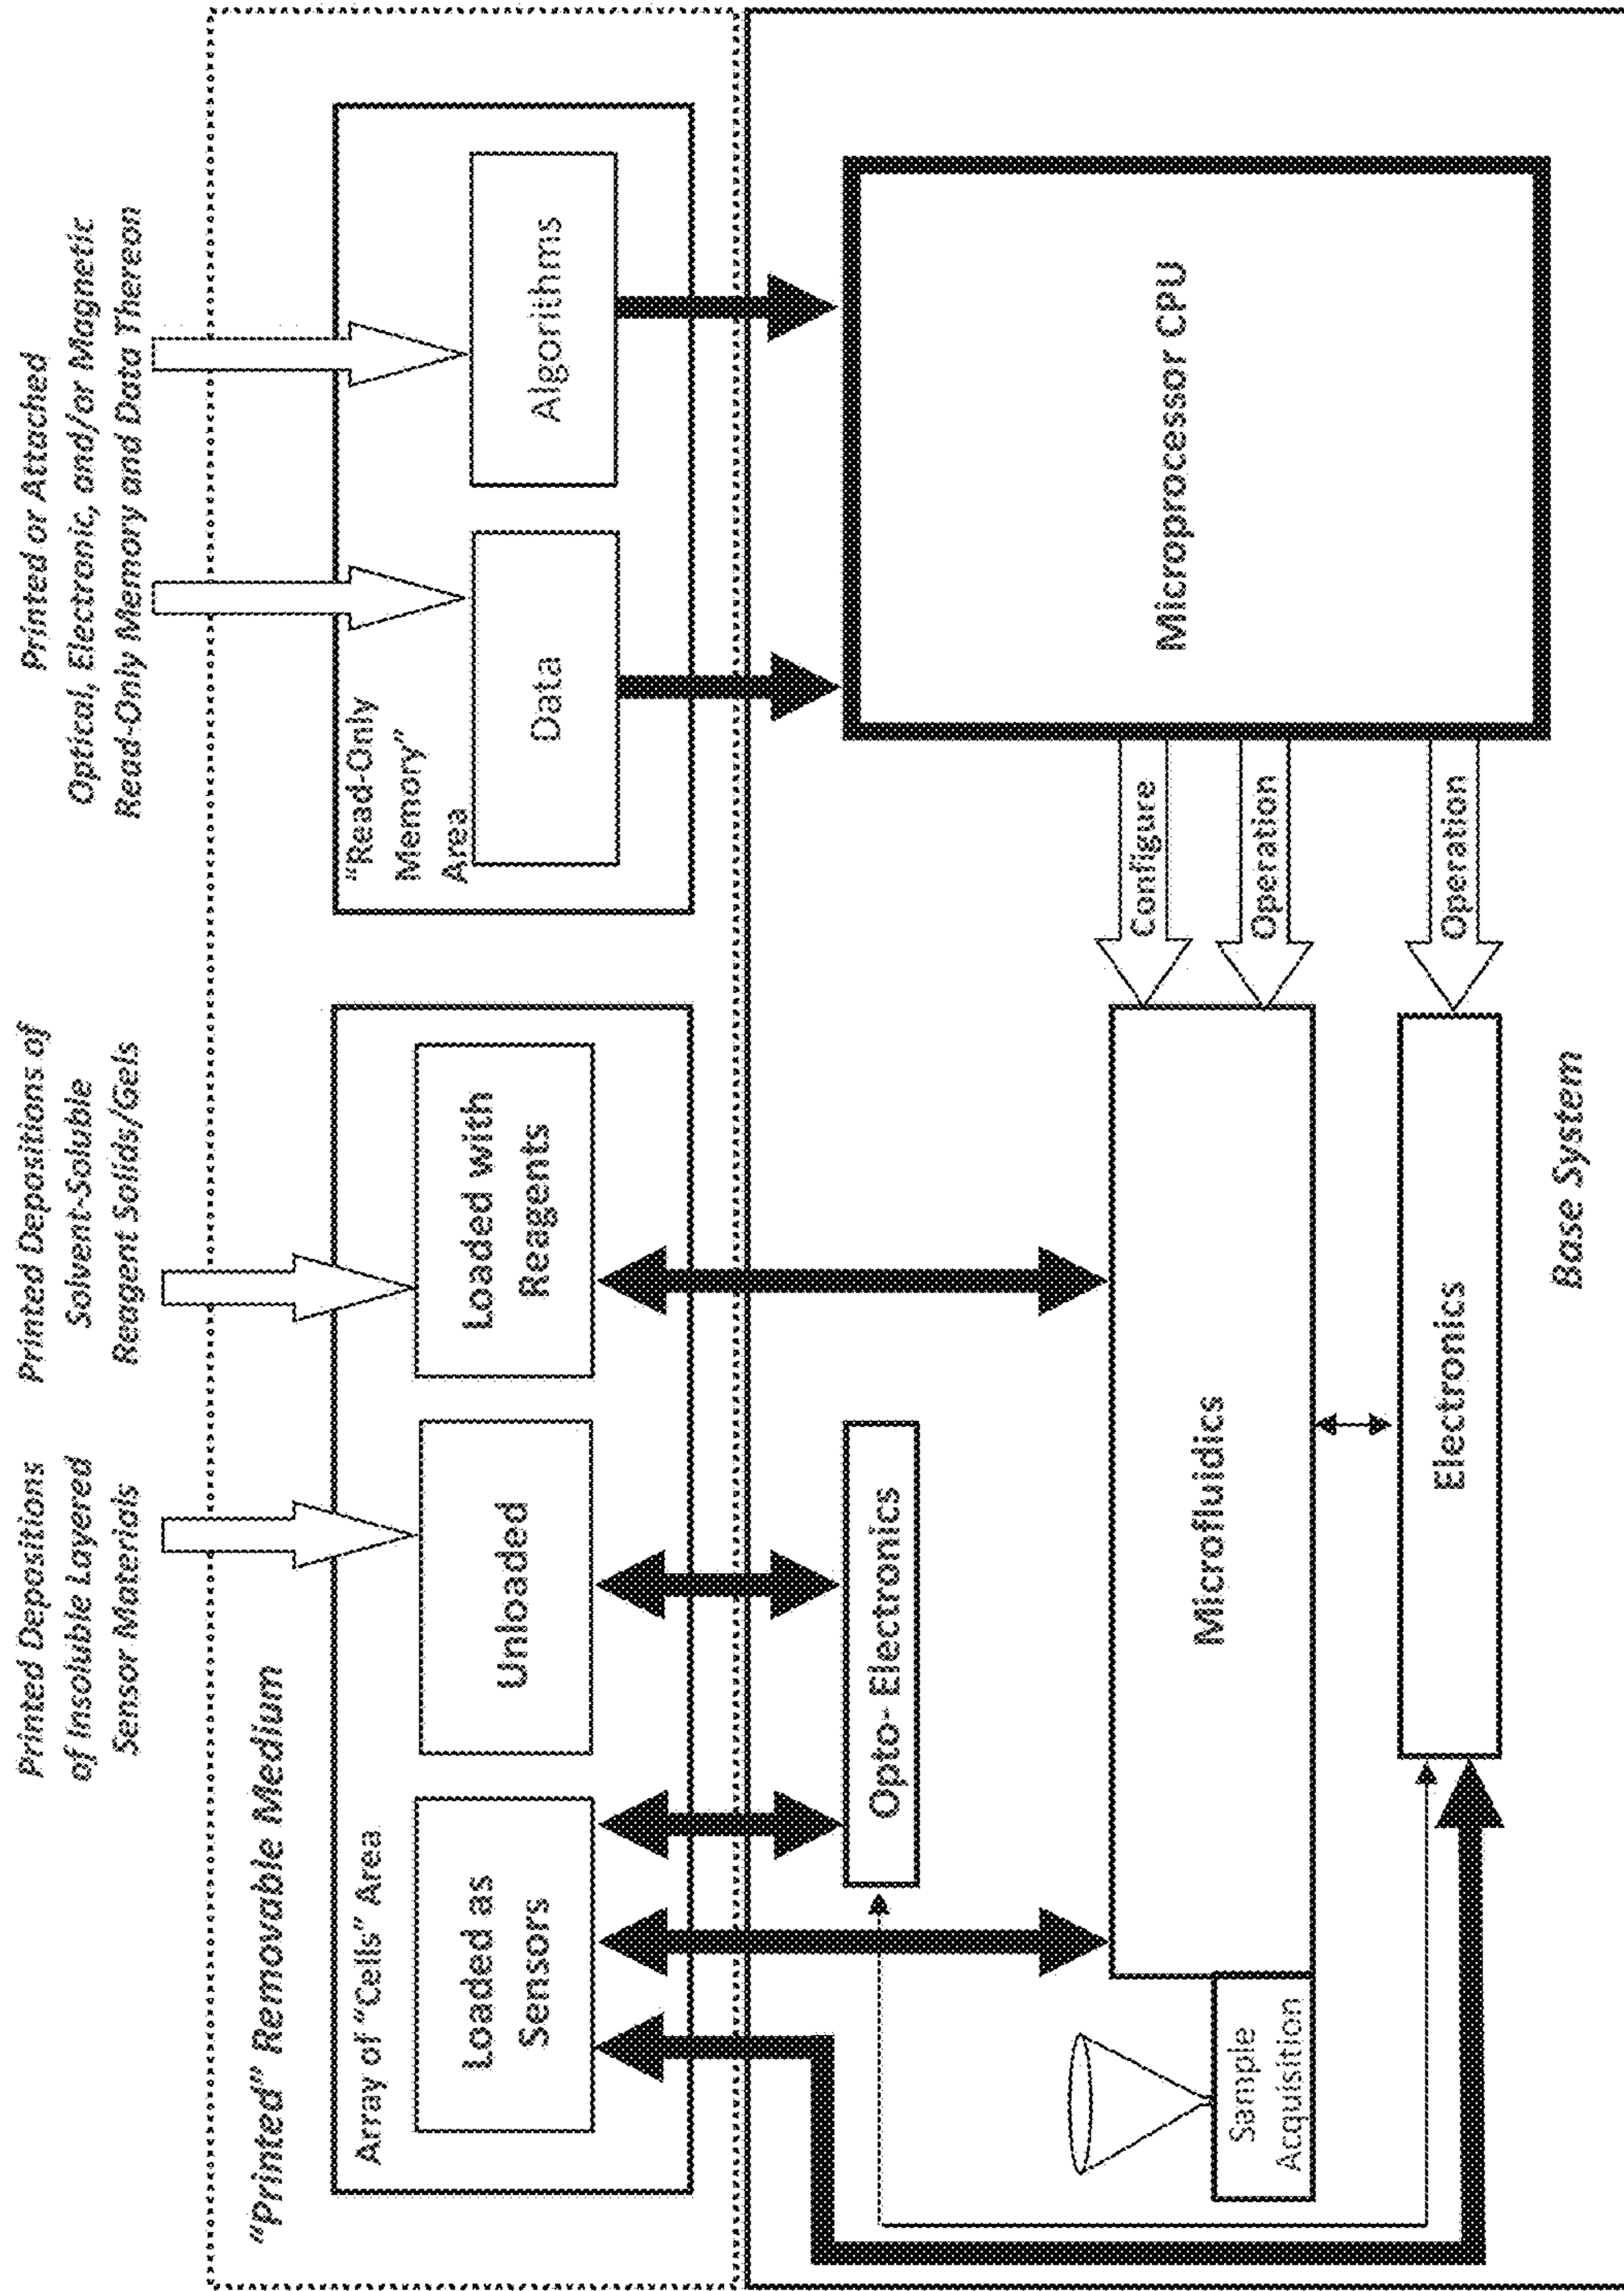 Printed Depositions
of Insoluble Layered
Sensor Materials
Printed Depositions of
Solvent-Soluble
Reagent Solids/Gels
Printed or Attached
Optical, Electronic, and/or Magnetic
Read-Only Memory and Data Thereon
"Printed" Removable Medium
Array of "Cells" Area
Loaded as
Sensors
Unloaded
Loaded with
Reagents
"Read-Only
Memory"
Area
Data
Algorithms
Opto- Electronics
Sample
Acquisition
Microfluidics
Configure
Operation
Operation
Microprocessor CPU
Electronics
Base System